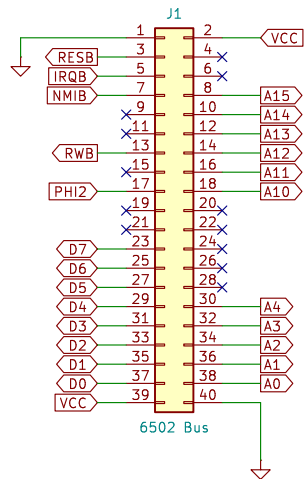 J1
1 2 VCC
RESB 3 4
IRQB 5 6
NMIB 7 8 A15
9 10 A14
11 12 A13
RWB 13 14 A12
15 16 A11
PHI2 17 18 A10
19 20
21 22
D7 23 24
D6 25 26
D5 27 28
D4 29 30 A4
D3 31 32 A3
D2 33 34 A2
D1 35 36 A1
D0 37 38 A0
VCC 39 40
6502 Bus